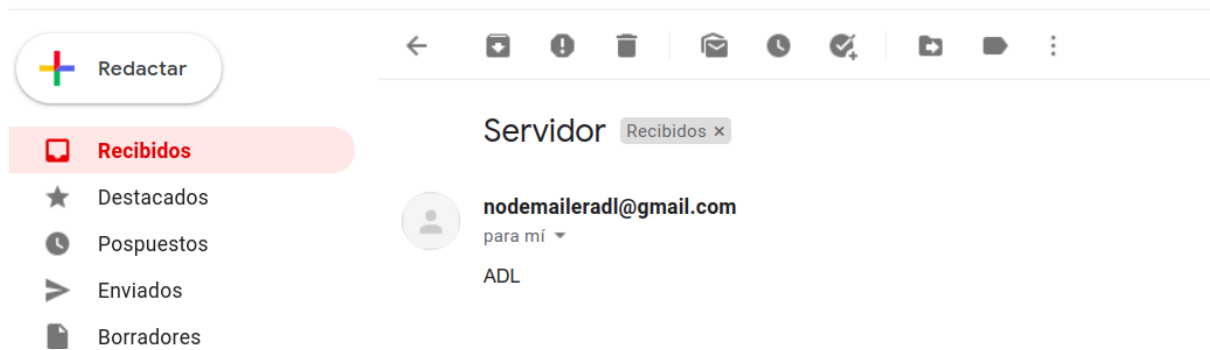 Redactar
Recibidos
Destacados
Pospuestos
Enviados
Borradores
Servidor Recibidos x
nodemaileradl@gmail.com
para mí
ADL